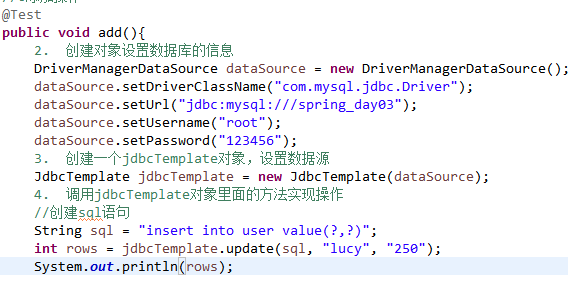 @Test
public void add(){
2. 创建对象设置数据库的信息
DriverManagerDataSource dataSource = new DriverManagerDataSource();
dataSource.setDriverClassName("com.mysql.jdbc.Driver");
dataSource.setUrl("jdbc:mysql:///spring_day03");
dataSource.setUsername("root");
dataSource.setPassword("123456");
3. 创建一个jdbcTemplate对象，设置数据源
JdbcTemplate jdbcTemplate = new JdbcTemplate(dataSource);
4. 调用jdbcTemplate对象里面的方法实现操作
//创建sql语句
String sql = "insert into user value(?,?)";
int rows = jdbcTemplate.update(sql, "lucy", "250");
System.out.println(rows);